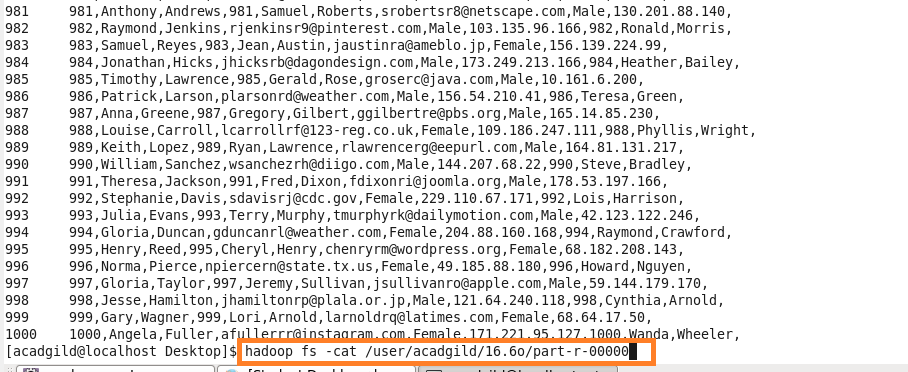 981 981,Anthony,Andrews,981,Samuel,Roberts,srobertsr8@netscape.com,Male,130.201.88.140,
982 982,Raymond,Jenkins,rjenkinsr9@pinterest.com,Male,103.135.96.166,982,Ronald,Morris,
983 983,Samuel,Reyes,983,Jean,Austin,jaustinra@ameblo.jp,Female,156.139.224.99,
984 984,Jonathan,Hicks,jhicksrb@dagondesign.com,Male,173.249.213.166,984,Heather,Bailey,
985 985,Timothy,Lawrence,985,Gerald,Rose,groserc@java.com,Male,10.161.6.200,
986 986,Patrick,Larson,plarsonrd@weather.com,Male,156.54.210.41,986,Teresa,Green,
987 987,Anna,Greene,987,Gregory,Gilbert,ggilbertre@pbs.org,Male,165.14.85.230,
988 988,Louise,Carroll,lcarrollrf@123-reg.co.uk,Female,109.186.247.111,988,Phyllis,Wright,
989 989,Keith,Lopez,989,Ryan,Lawrence,rlawrencerg@eepurl.com,Male,164.81.131.217,
990 990,William,Sanchez,wsanchezrh@diigo.com,Male,144.207.68.22,990,Steve,Bradley,
991 991,Theresa,Jackson,991,Fred,Dixon,fdixonri@joomla.org,Male,178.53.197.166,
992 992,Stephanie,Davis,sdavisrj@cdc.gov,Female,229.110.67.171,992,Lois,Harrison,
993 993,Julia,Evans,993,Terry,Murphy,tmurphyrk@dailymotion.com,Male,42.123.122.246,
994 994,Gloria,Duncan,gduncanrl@weather.com,Female,204.88.160.168,994,Raymond,Crawford,
995 995,Henry,Reed,995,Cheryl,Henry,chenryrm@wordpress.org,Female,68.182.208.143,
996 996,Norma,Pierce,npiercern@state.tx.us,Female,49.185.88.180,996,Howard,Nguyen,
997 997,Gloria,Taylor,997,Jeremy,Sullivan,jsullivanro@apple.com,Male,59.144.179.170,
998 998,Jesse,Hamilton,jhamiltonrp@plala.or.jp,Male,121.64.240.118,998,Cynthia,Arnold,
999 999,Gary,Wagner,999,Lori,Arnold,larnoldrq@latimes.com,Female,68.64.17.50,
1000 1000,Angela,Fuller,afullerrr@instagram.com,Female,171.221.95.127,1000,Wanda,Wheeler,
[acadgild@localhost Desktop]$ hadoop fs -cat /user/acadgild/16.6o/part-r-00000